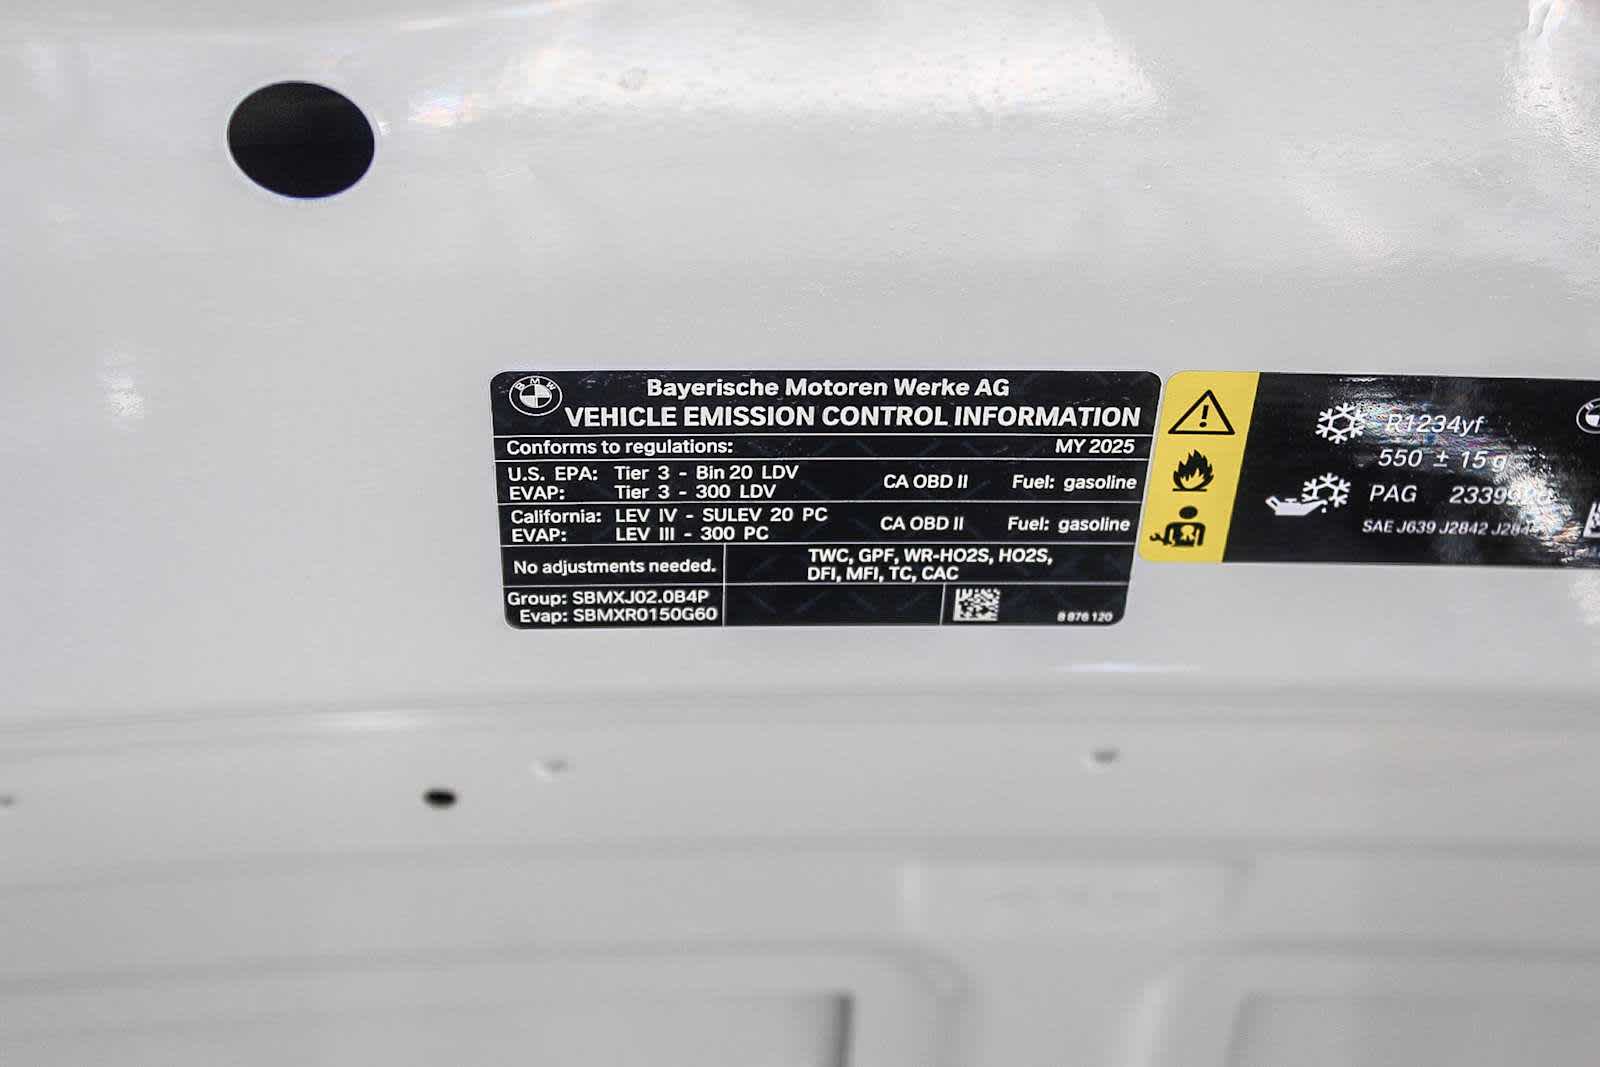 BMW
Bayerische Motoren Werke AG
VEHICLE EMISSION CONTROL INFORMATION
Conforms to regulations: MY 2025
U.S. EPA: Tier 3 - Bin 20 LDV CA OBD II Fuel: gasoline
EVAP: Tier 3 - 300 LDV
California: LEV IV - SULEV 20 PC CA OBD II Fuel: gasoline
EVAP: LEV III - 300 PC
No adjustments needed. TWC, GPF, WR-HO2S, HO2S,
DFI, MFI, TC, CAC
Group: SBMXJ02.0B4P
Evap: SBMXR0150G60
8 876 120
R1234yf
550 ± 15 g
PAG
SAE J639 J2842